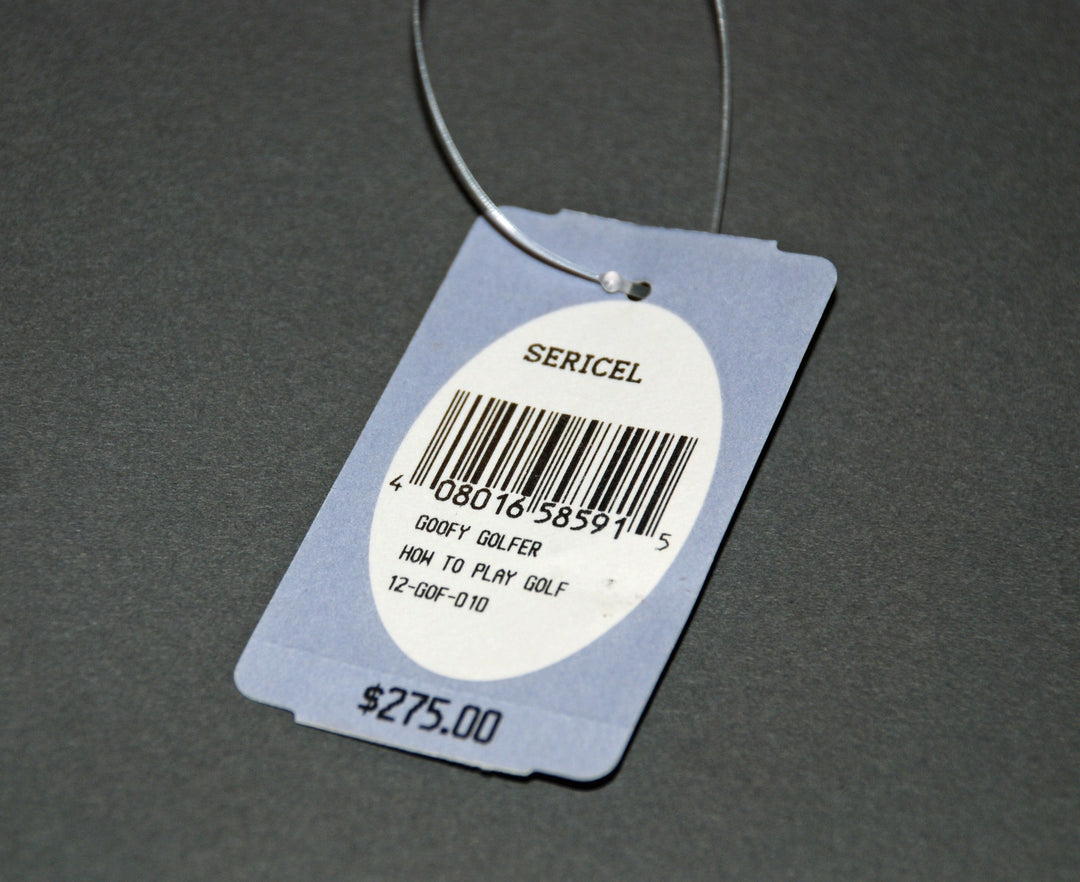 SERICEL
4 08016 58591 5
GOOFY GOLFER
HOW TO PLAY GOLF
12-GOF-010
$275.00